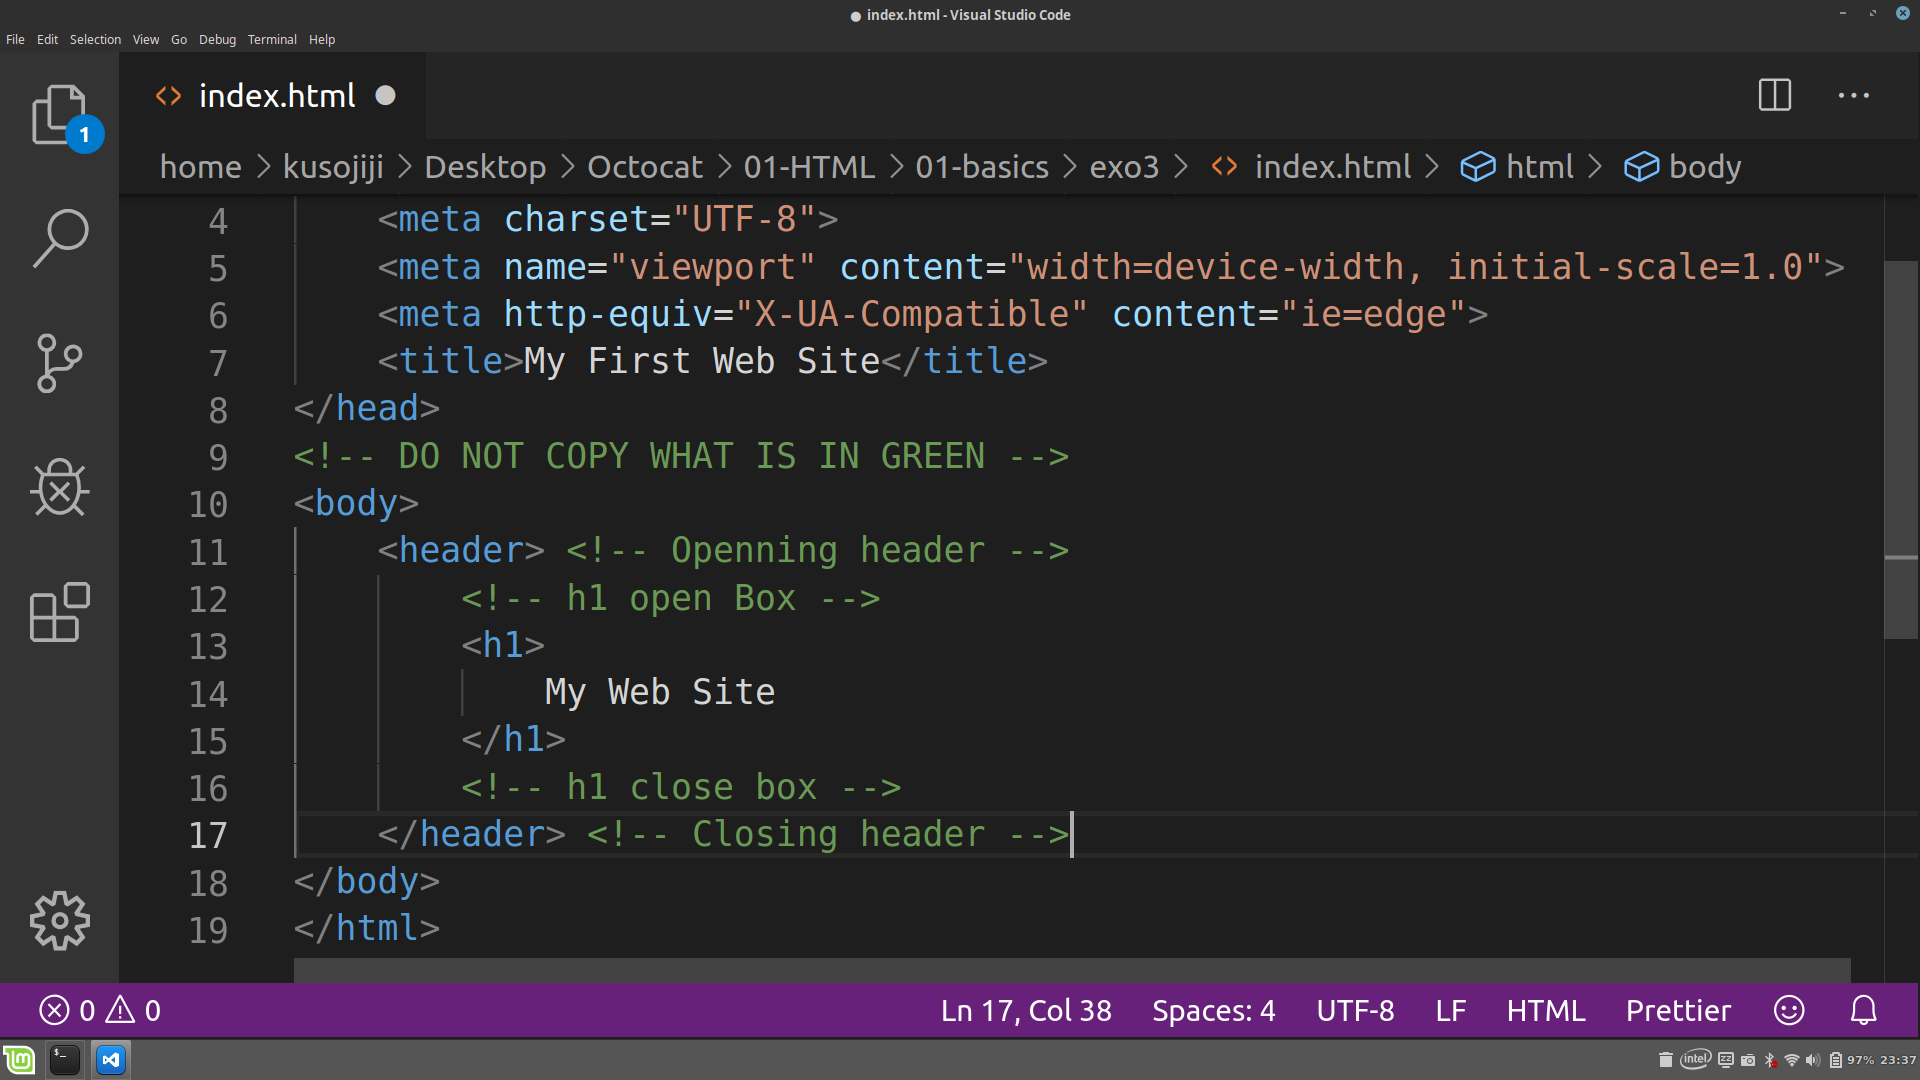 ● index.html - Visual Studio Code
File Edit Selection View Go Debug Terminal Help
1
<> index.html ●
home > kusojiji > Desktop > Octocat > 01-HTML > 01-basics > exo3 > <> index.html > html > body
4 <meta charset="UTF-8">
5 <meta name="viewport" content="width=device-width, initial-scale=1.0">
6 <meta http-equiv="X-UA-Compatible" content="ie=edge">
7 <title>My First Web Site</title>
8 </head>
9 <!-- DO NOT COPY WHAT IS IN GREEN -->
10 <body>
11 <header> <!-- Openning header -->
12 <!-- h1 open Box -->
13 <h1>
14 My Web Site
15 </h1>
16 <!-- h1 close box -->
17 </header> <!-- Closing header -->
18 </body>
19 </html>
0 0 Ln 17, Col 38 Spaces: 4 UTF-8 LF HTML Prettier
$_ intel zz 97% 23:37